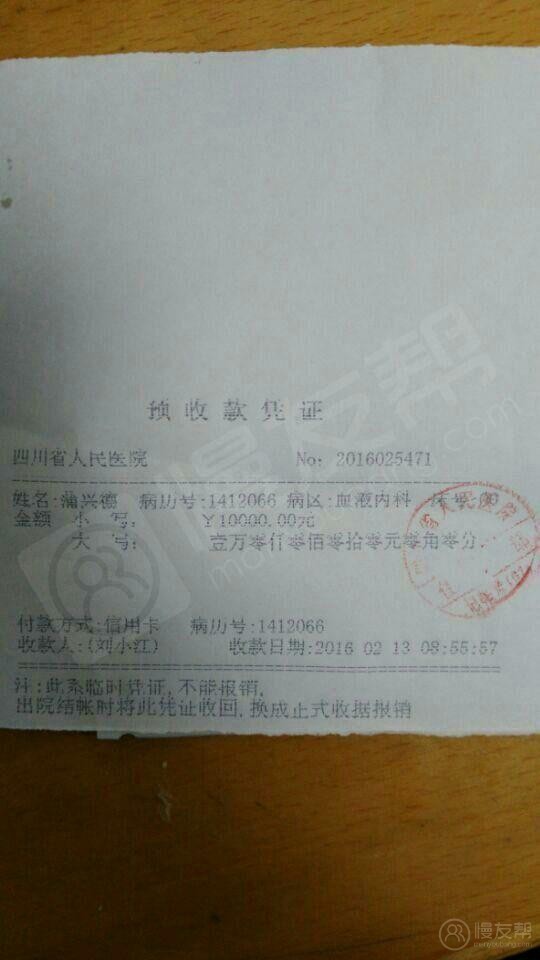 预收款凭证
四川省人民医院 No: 2016025471
姓名:蒲兴德 病历号:1412066 病区:血液内科 床号:00
金额 小 写: ￥10000.00元
大 写: 壹万零仟零佰零拾零元零角零分
付款方式:信用卡 病历号:1412066
收款人:(刘小江) 收款日期:2016 02 13 08:55:57
注:此系临时凭证,不能报销,
出院结帐时将此凭证收回,换成正式收据报销
慢友帮
慢友帮